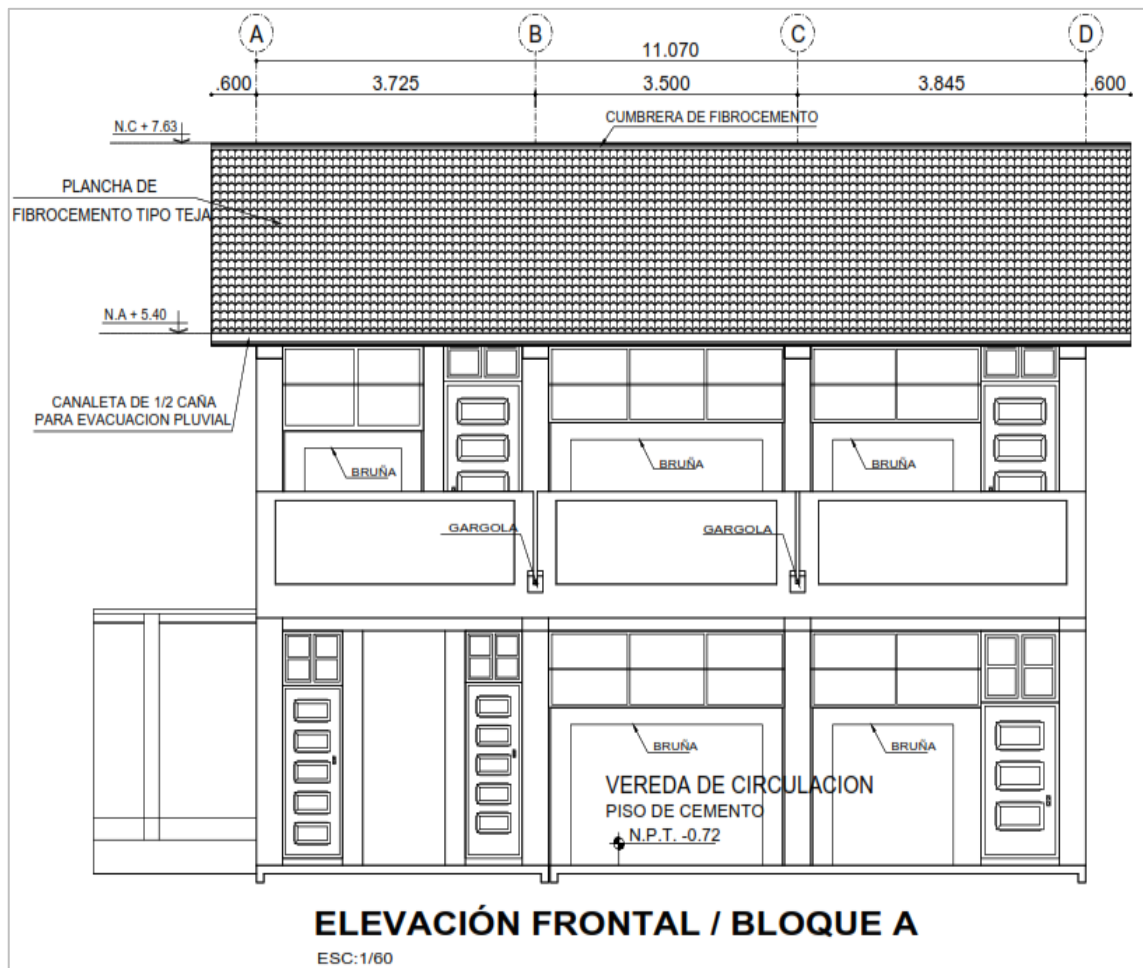 A B C D
11.070
.600 3.725 3.500 3.845 .600
CUMBRERA DE FIBROCEMENTO
N.C + 7.63
PLANCHA DE
FIBROCEMENTO TIPO TEJA
N.A + 5.40
CANALETA DE 1/2 CAÑA
PARA EVACUACION PLUVIAL
BRUÑA BRUÑA BRUÑA
GARGOLA GARGOLA
BRUÑA BRUÑA
VEREDA DE CIRCULACION
PISO DE CEMENTO
N.P.T. -0.72
ELEVACIÓN FRONTAL / BLOQUE A
ESC:1/60